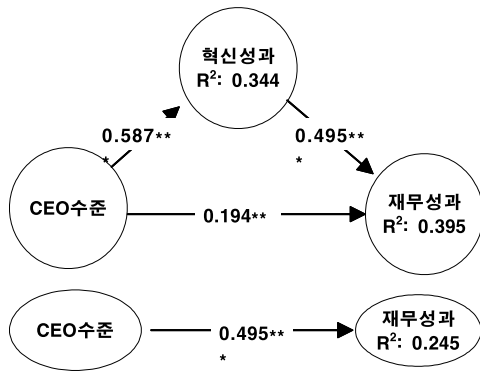 혁신성과
R²: 0.344
0.587**
*
0.495**
*
CEO수준
0.194**
재무성과
R²: 0.395
CEO수준
0.495**
*
재무성과
R²: 0.245